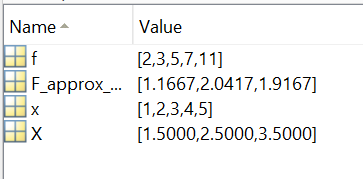 Name Value
f [2,3,5,7,11]
F_approx_... [1.1667,2.0417,1.9167]
x [1,2,3,4,5]
X [1.5000,2.5000,3.5000]